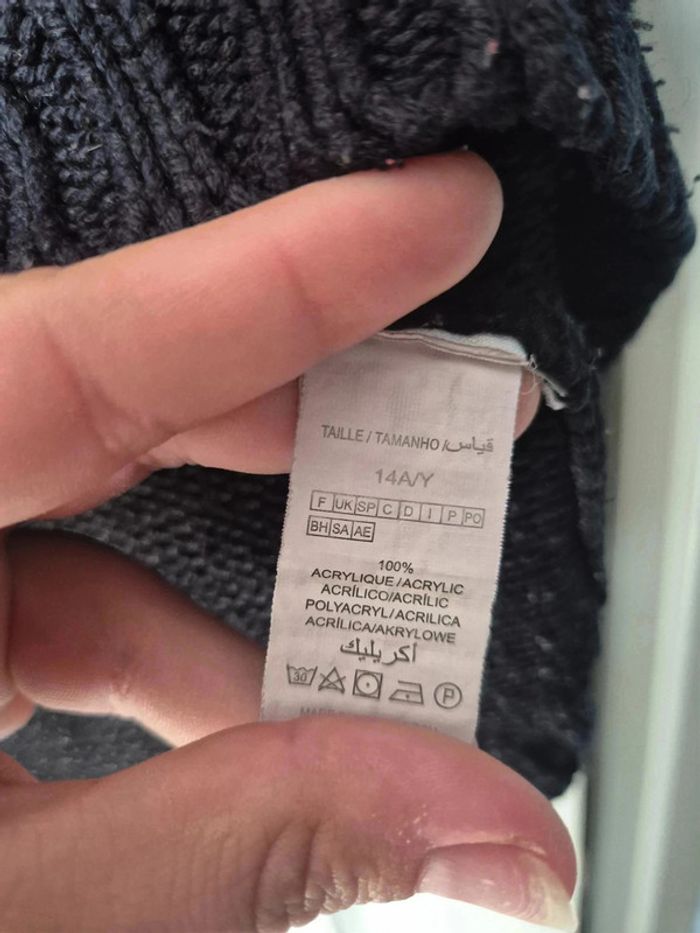 TAILLE / TAMANHO / قياس
14A/Y
F UK SP C D I P PO
BH SA AE
100%
ACRYLIQUE / ACRYLIC
ACRÍLICO/ACRÍLIC
POLYACRYL/ACRILICA
ACRÍLICA/AKRYLOWE
أكريليك
30 P